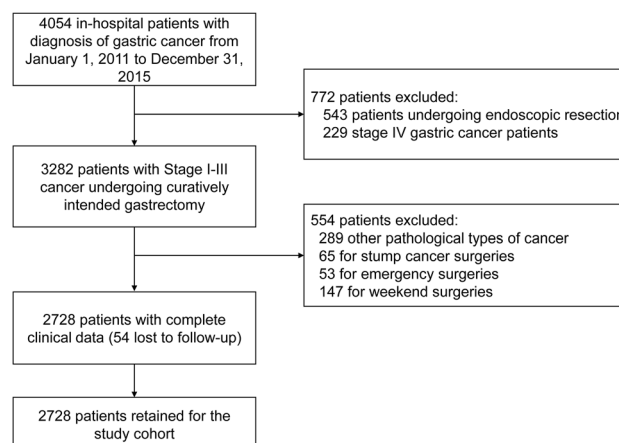 4054 in-hospital patients with
diagnosis of gastric cancer from
January 1, 2011 to December 31,
2015
772 patients excluded:
543 patients undergoing endoscopic resection
229 stage IV gastric cancer patients
3282 patients with Stage I-III
cancer undergoing curatively
intended gastrectomy
554 patients excluded:
289 other pathological types of cancer
65 for stump cancer surgeries
53 for emergency surgeries
147 for weekend surgeries
2728 patients with complete
clinical data (54 lost to follow-up)
2728 patients retained for the
study cohort